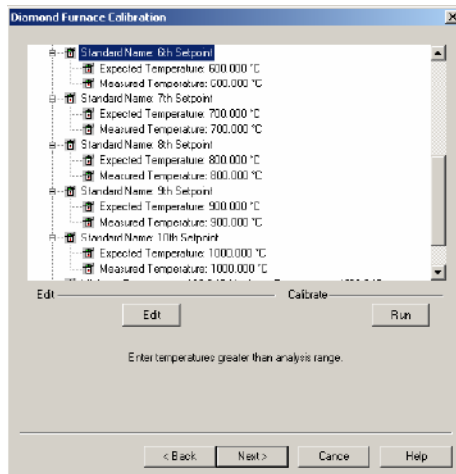 Diamond Furnace Calibration
Standard Name: 6th Setpoint
Expected Temperature: 600.000 °C
Measured Temperature: 600.000 °C
Standard Name: 7th Setpoint
Expected Temperature: 700.000 °C
Measured Temperature: 700.000 °C
Standard Name: 8th Setpoint
Expected Temperature: 800.000 °C
Measured Temperature: 800.000 °C
Standard Name: 9th Setpoint
Expected Temperature: 900.000 °C
Measured Temperature: 900.000 °C
Standard Name: 10th Setpoint
Expected Temperature: 1000.000 °C
Measured Temperature: 1000.000 °C
Edit Calibrate
Edit Run
Enter temperatures greater than analysis range.
< Back Next > Cance Help